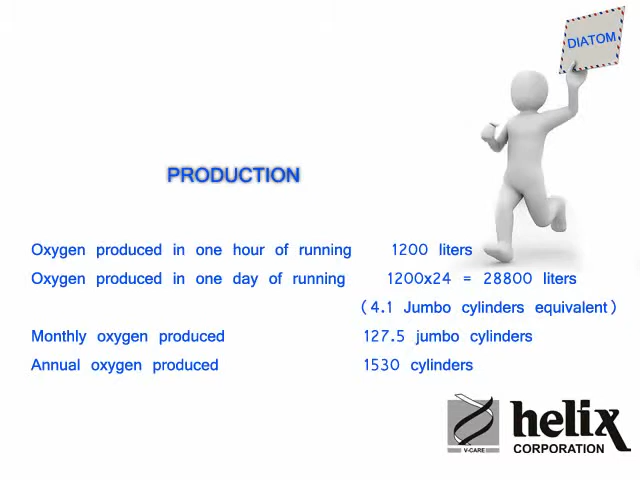 DIATOM
PRODUCTION
Oxygen produced in one hour of running 1200 liters
Oxygen produced in one day of running 1200x24 = 28800 liters
(4.1 Jumbo cylinders equivalent)
Monthly oxygen produced 127.5 jumbo cylinders
Annual oxygen produced 1530 cylinders
helix
V-CARE CORPORATION